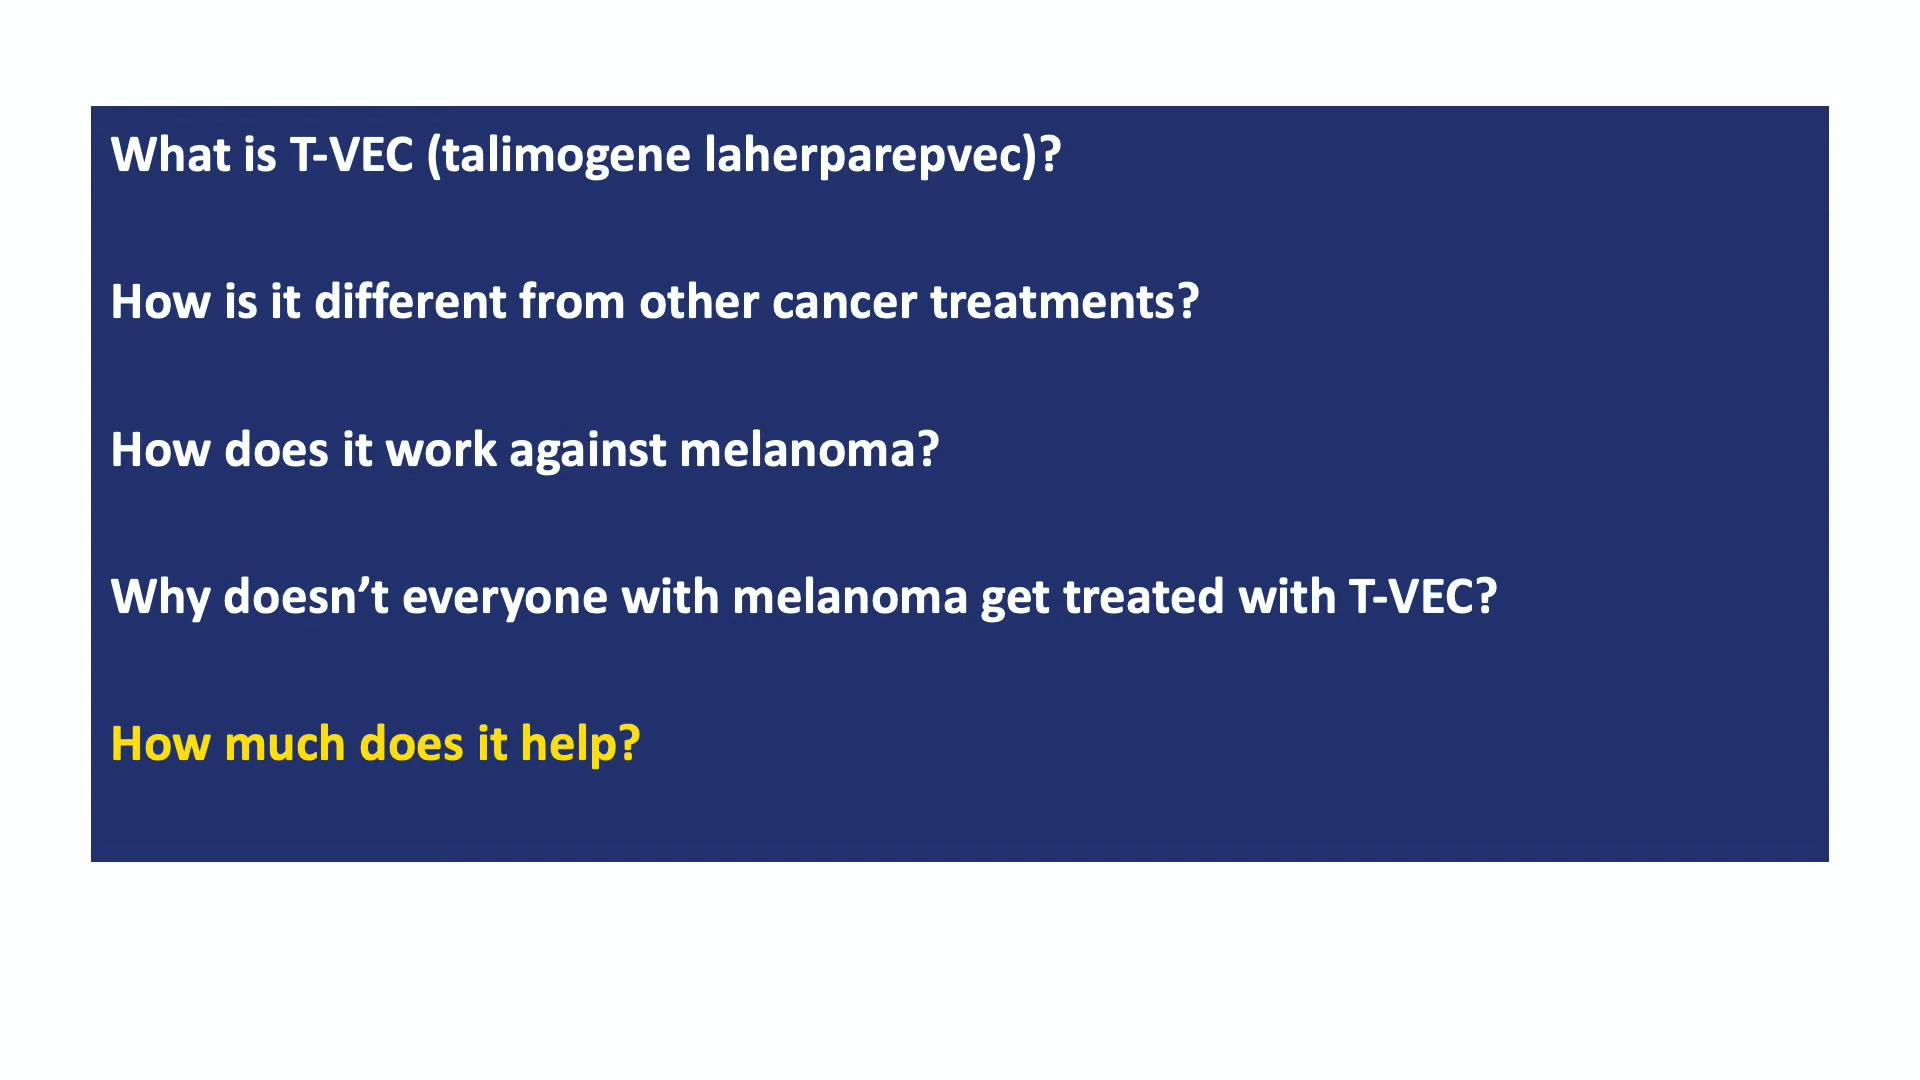 What is T-VEC (talimogene laherparepvec)?
How is it different from other cancer treatments?
How does it work against melanoma?
Why doesn’t everyone with melanoma get treated with T-VEC?
How much does it help?